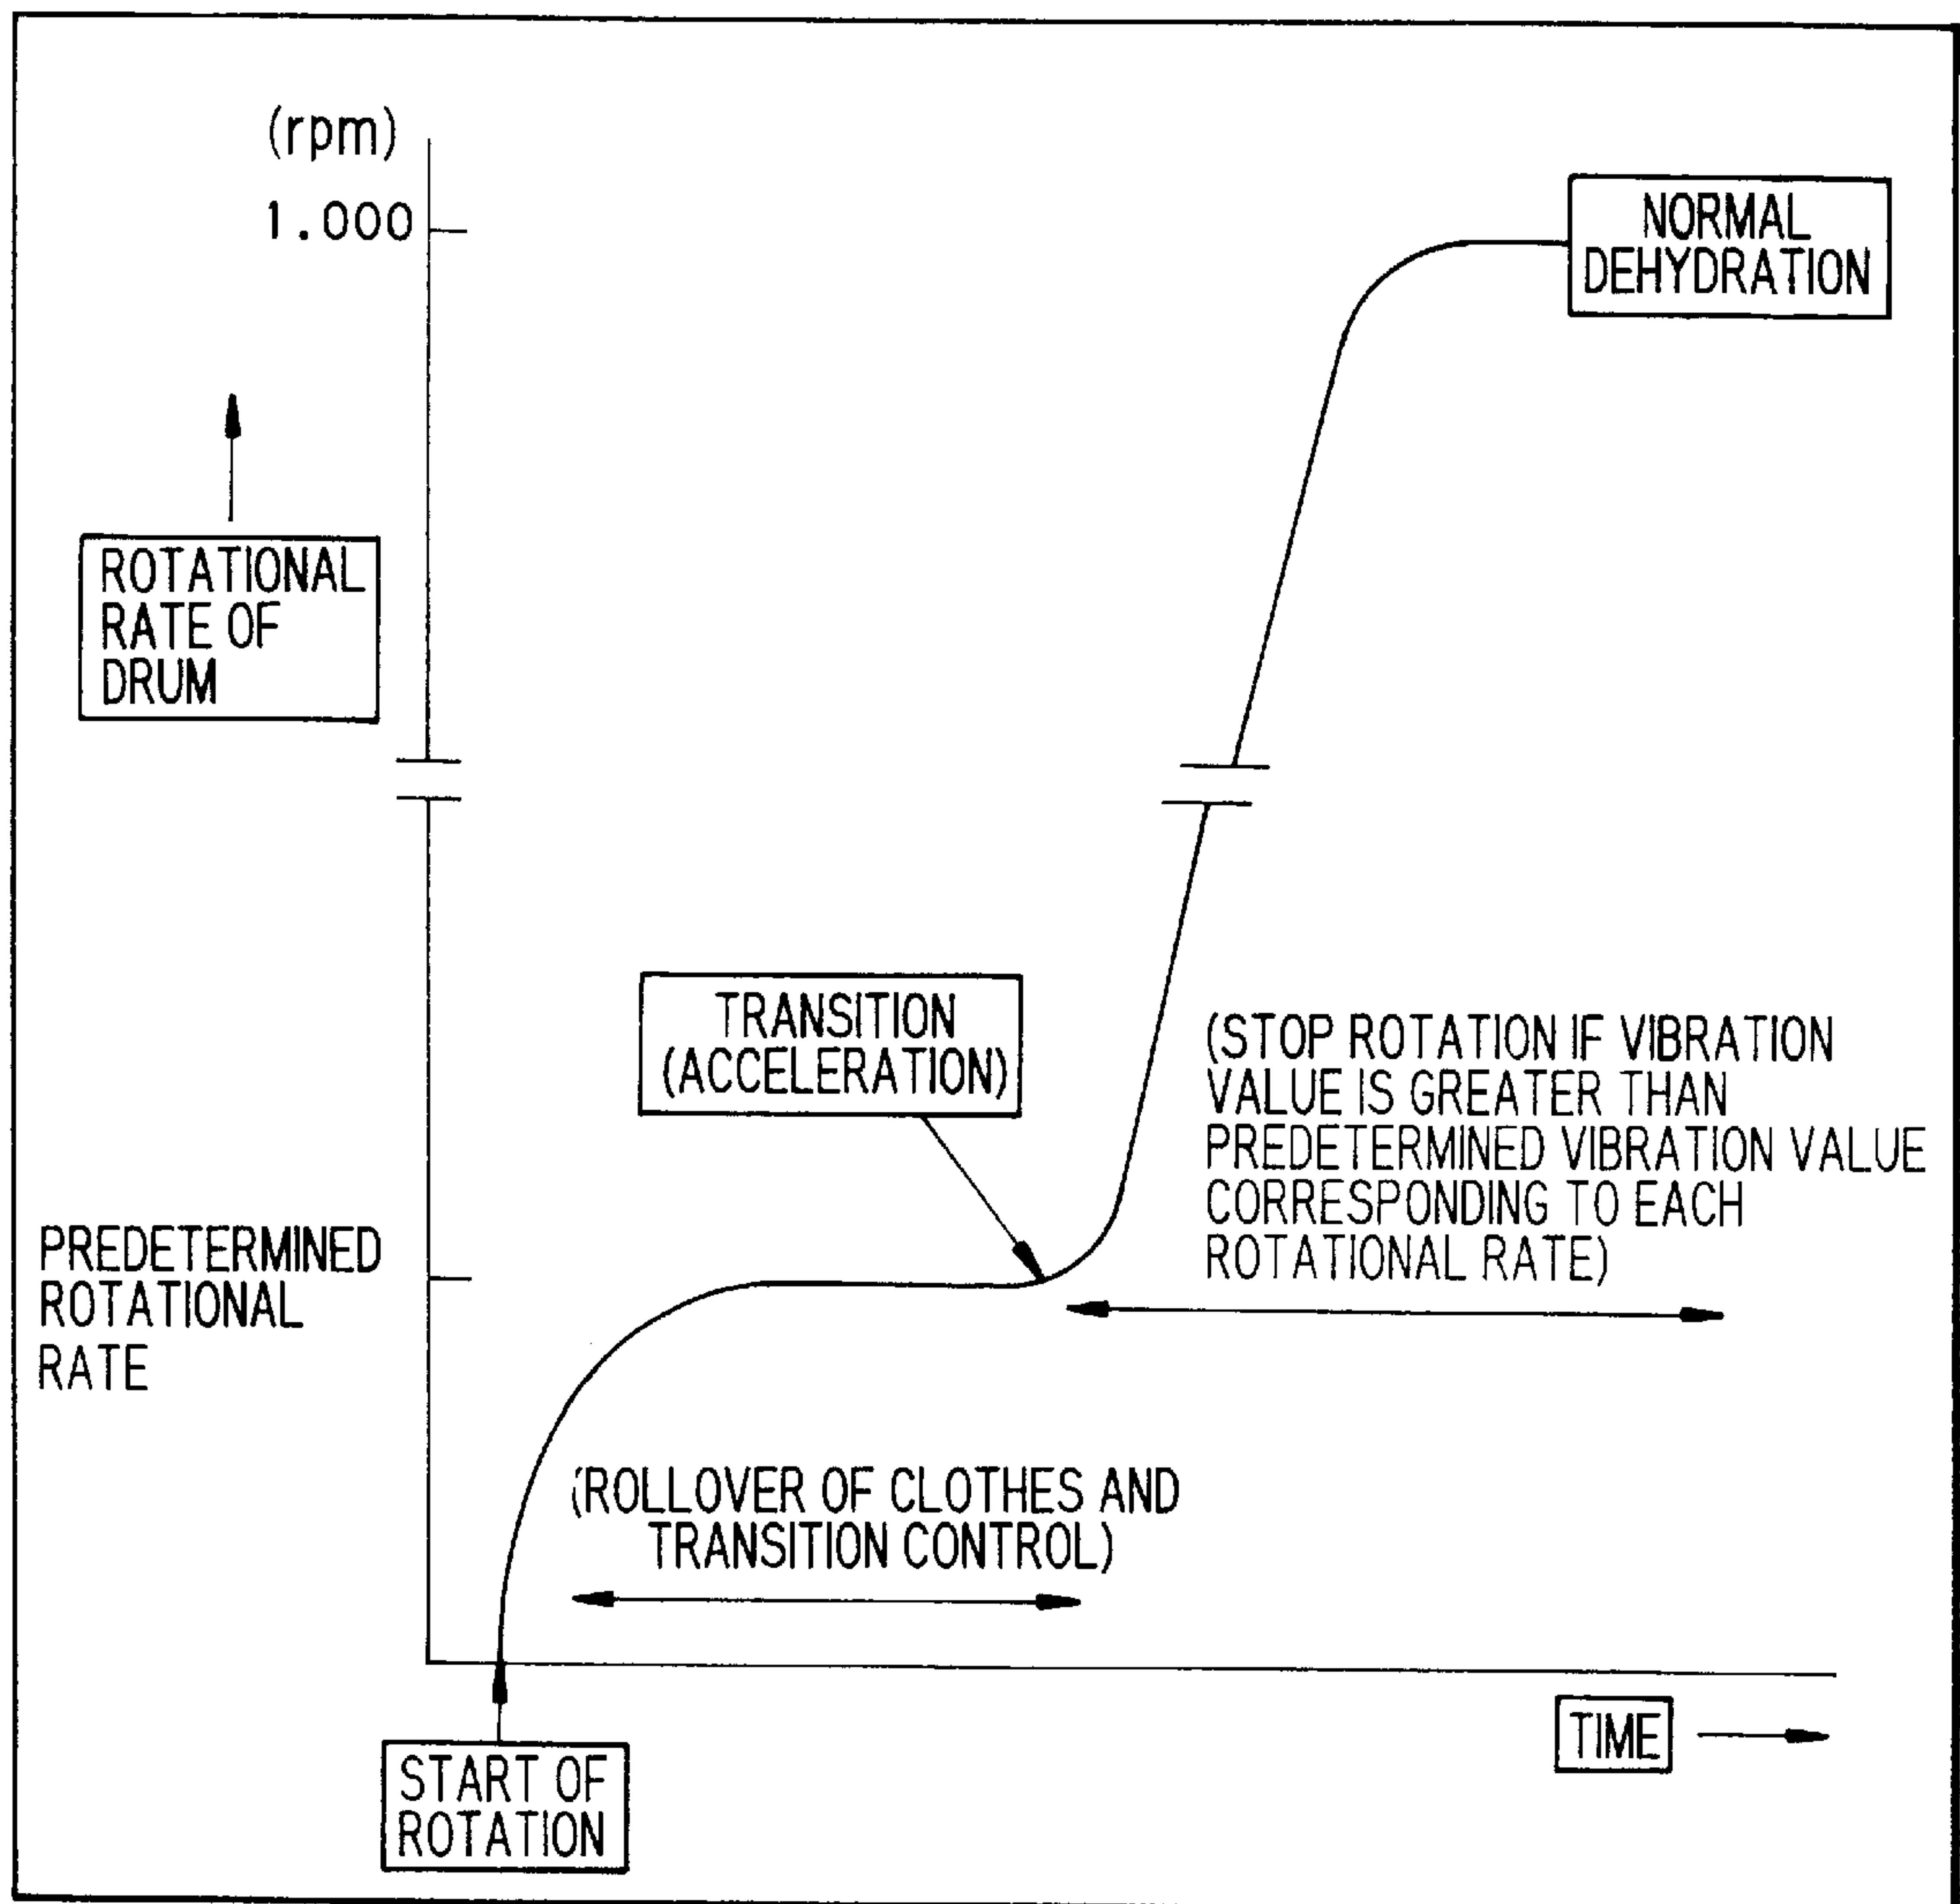 (rpm)
1.000
NORMAL
DEHYDRATION
ROTATIONAL
RATE OF
DRUM
TRANSITION
(ACCELERATION)
(STOP ROTATION IF VIBRATION
VALUE IS GREATER THAN
PREDETERMINED VIBRATION VALUE
CORRESPONDING TO EACH
ROTATIONAL RATE)
PREDETERMINED
ROTATIONAL
RATE
(ROLLOVER OF CLOTHES AND
TRANSITION CONTROL)
TIME
START OF
ROTATION